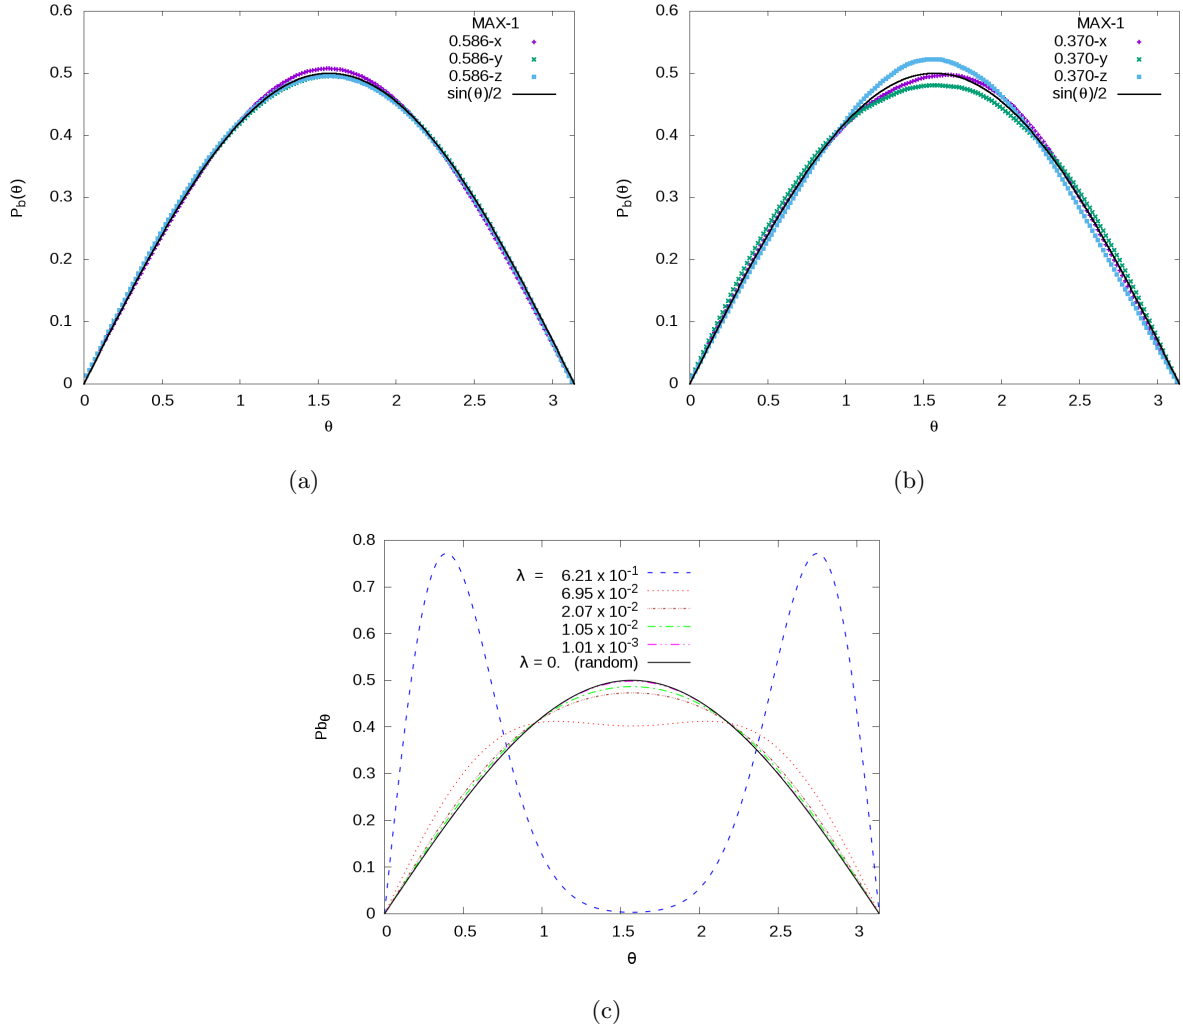 0.6
0.5
0.4
0.3
0.2
0.1
0
P_b(θ)
MAX-1
0.586-x
0.586-y
0.586-z
sin(θ)/2
0 0.5 1 1.5 2 2.5 3
θ
(a)
0.6
0.5
0.4
0.3
0.2
0.1
0
P_b(θ)
MAX-1
0.370-x
0.370-y
0.370-z
sin(θ)/2
0 0.5 1 1.5 2 2.5 3
θ
(b)
0.8
0.7
0.6
0.5
0.4
0.3
0.2
0.1
0
Pb_θ
λ = 6.21 x 10^-1
6.95 x 10^-2
2.07 x 10^-2
1.05 x 10^-2
1.01 x 10^-3
λ = 0. (random)
0 0.5 1 1.5 2 2.5 3
θ
(c)